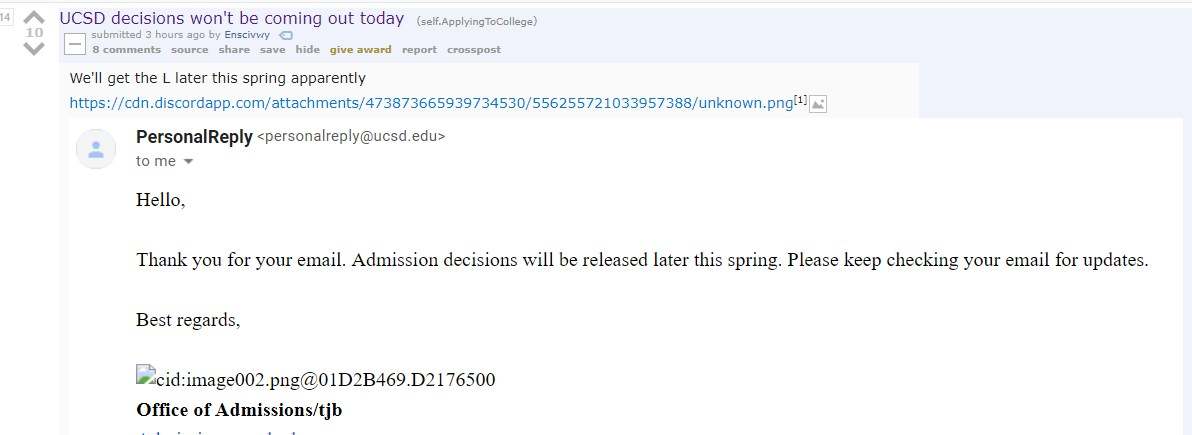 14
UCSD decisions won't be coming out today (self.ApplyingToCollege)
10
submitted 3 hours ago by Enscivwy
8 comments source share save hide give award report crosspost
We'll get the L later this spring apparently
https://cdn.discordapp.com/attachments/473873665939734530/556255721033957388/unknown.png[1]
PersonalReply <personalreply@ucsd.edu>
to me
Hello,
Thank you for your email. Admission decisions will be released later this spring. Please keep checking your email for updates.
Best regards,
cid:image002.png@01D2B469.D2176500
Office of Admissions/tjb